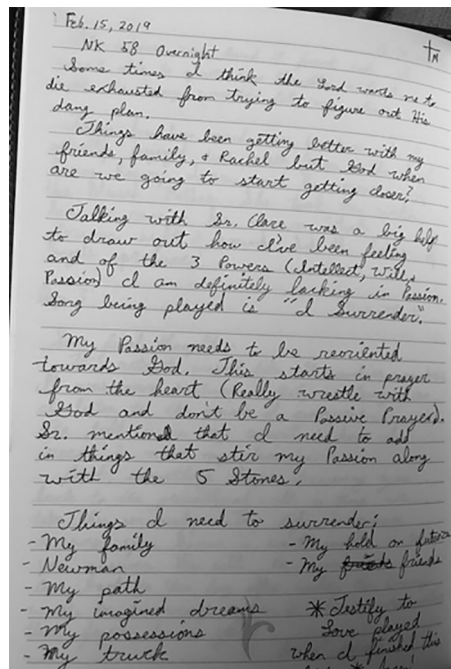 Feb. 15, 2019
NK 58 Overnight
Some times I think the Lord wants me to
die exhausted from trying to figure out His
dang plan.
Things have been getting better with my
friends, family, & Rachel but God when
are we going to start getting closer?
Talking with Sr. Clare was a big help
to draw out how I've been feeling
and of the 3 Powers (Intellect, Will,
Passion) I am definitely lacking in Passion.
Song being played is "I Surrender".
My Passion needs to be reoriented
towards God. This starts in prayer
from the heart (Really wrestle with
God and don't be a Passive Prayer).
Sr. mentioned that I need to add
in things that stir my Passion along
with the 5 Stones.
Things I need to surrender:
- My family
- Newman
- My path
- My imagined dreams
- My possessions
- My truck
- My hold on future
- My friends friends
* Testify to
Love played
when I finished this